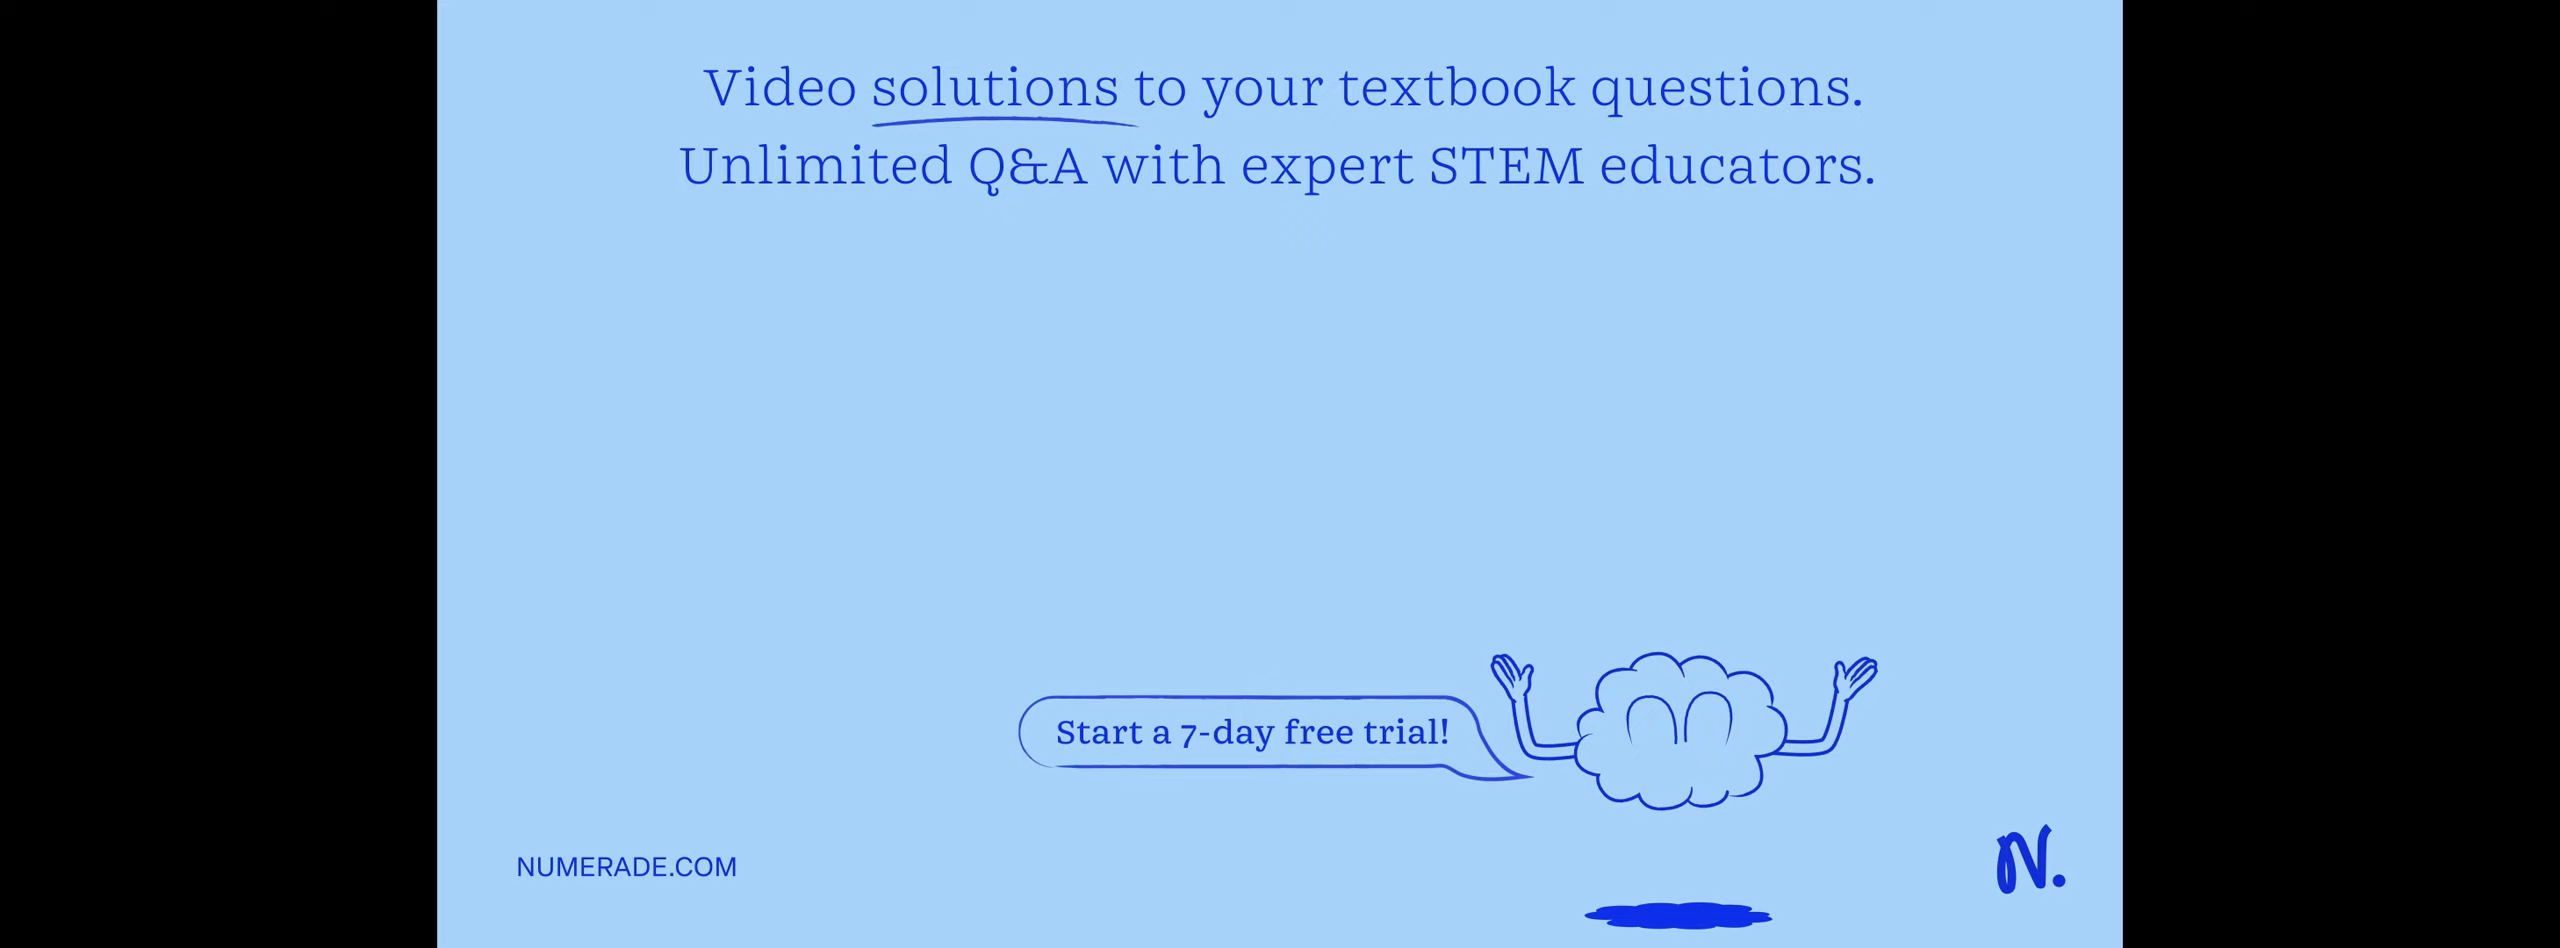 Video solutions to your textbook questions.
Unlimited Q&A with expert STEM educators.
Start a 7-day free trial!
NUMERADE.COM
N.